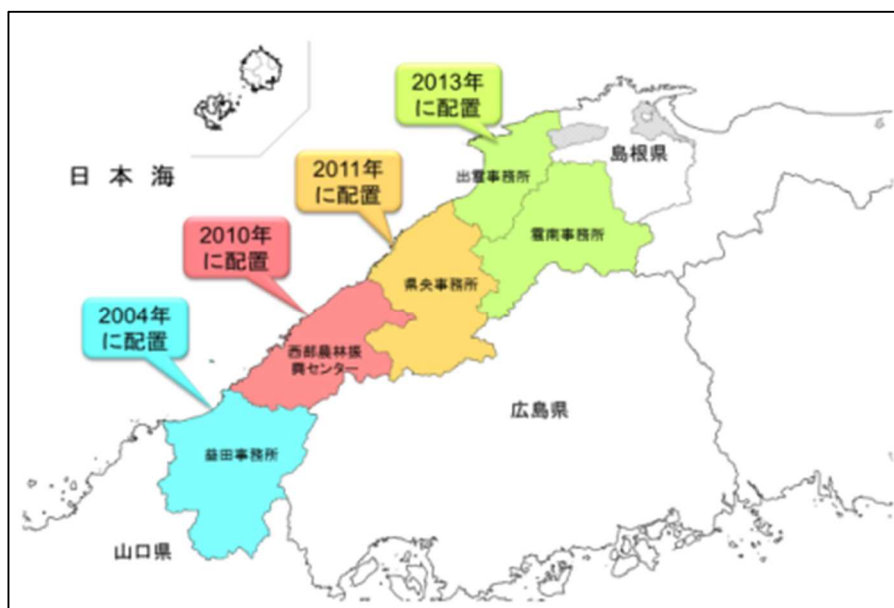 2013年
に配置
島根県
日本海
出雲事務所
2011年
に配置
雲南事務所
2010年
に配置
県央事務所
2004年
に配置
西部農林振
興センター
広島県
益田事務所
山口県